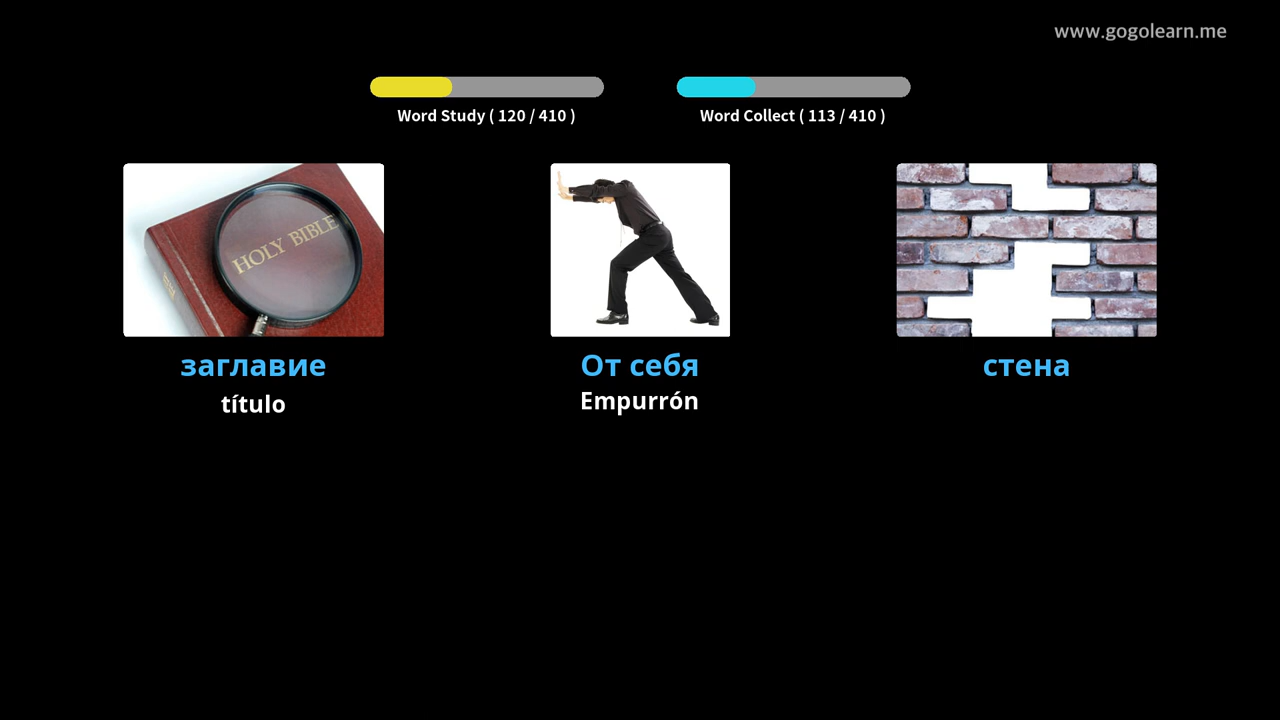 www.gogolearn.me
Word Study ( 120 / 410 )
Word Collect ( 113 / 410 )
HOLY BIBLE
заглавие
título
От себя
Empurrón
стена